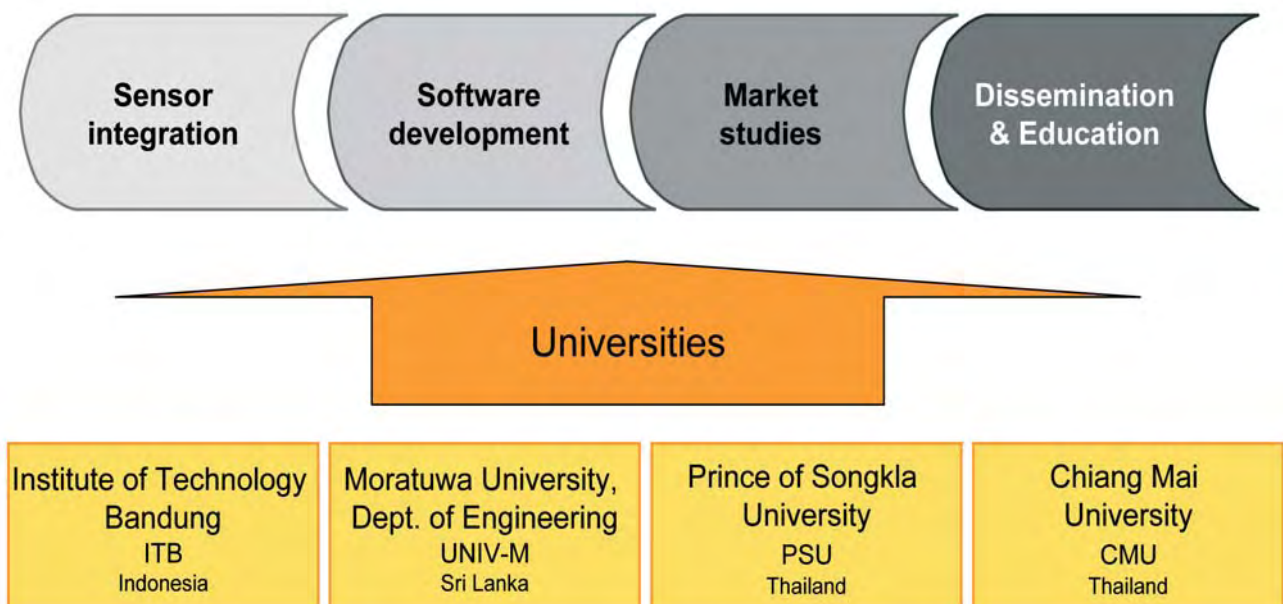 Sensor
integration
Software
development
Market
studies
Dissemination
& Education
Universities
Institute of Technology
Bandung
ITB
Indonesia
Moratuwa University,
Dept. of Engineering
UNIV-M
Sri Lanka
Prince of Songkla
University
PSU
Thailand
Chiang Mai
University
CMU
Thailand